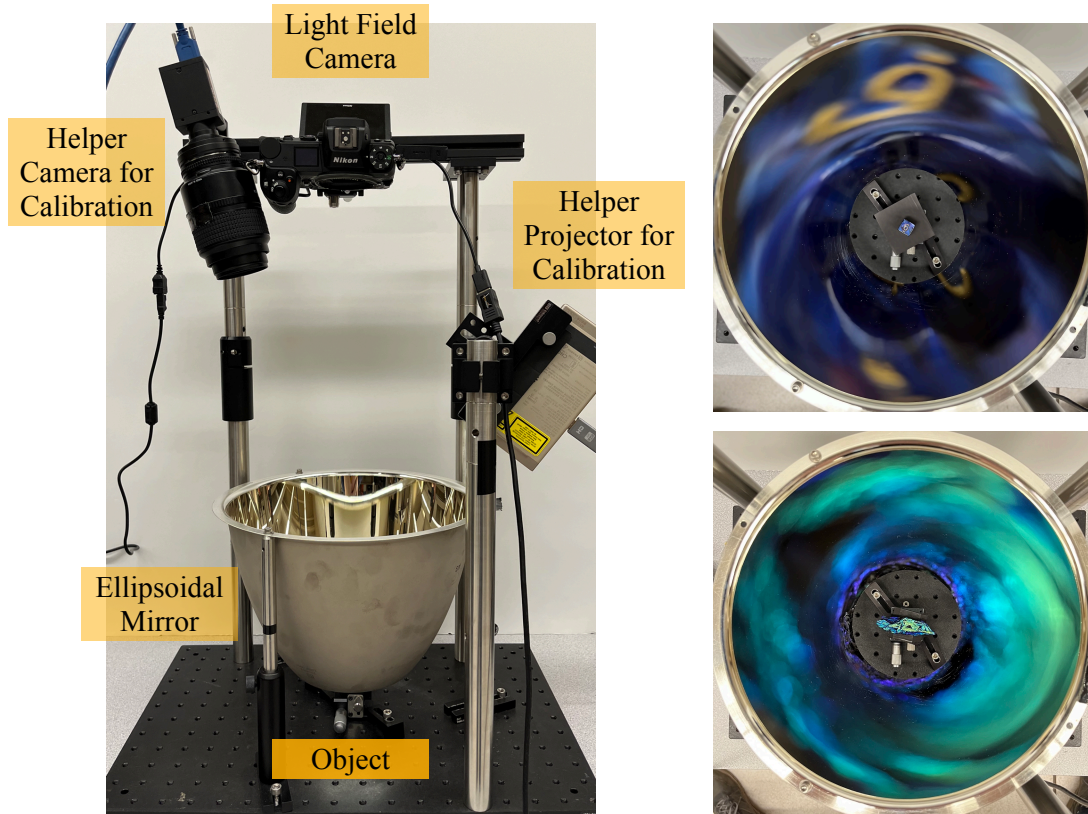 Light Field
Camera
Helper
Camera for
Calibration
Nikon
Helper
Projector for
Calibration
Ellipsoidal
Mirror
Object